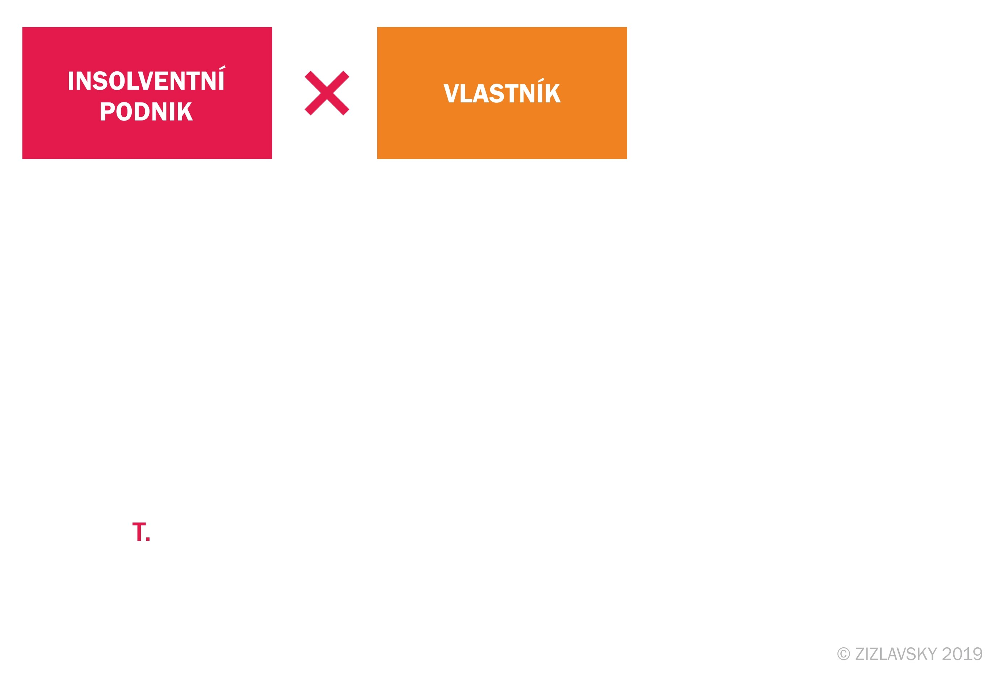 INSOLVENTNÍ
PODNIK
VLASTNÍK
T.
© ZIZLAVSKY 2019